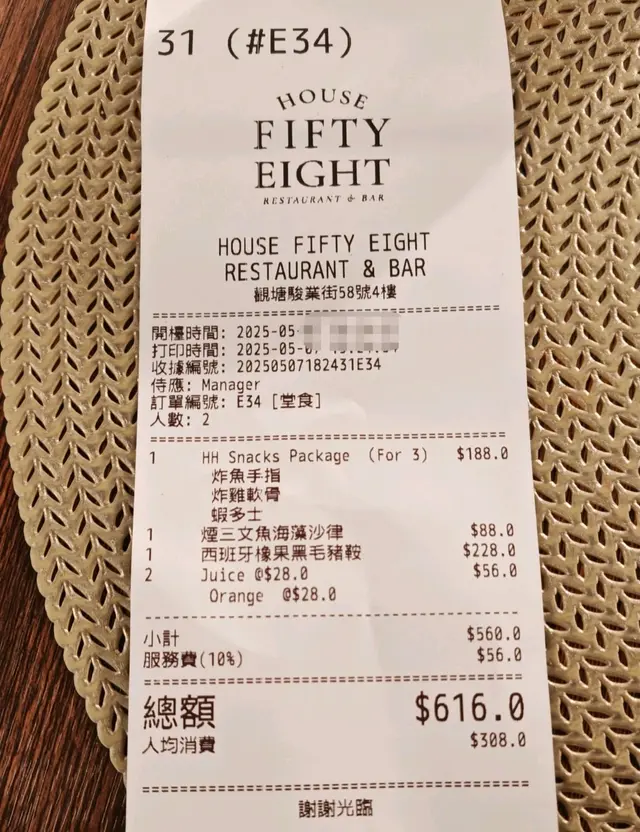 31 (#E34)
HOUSE
FIFTY
EIGHT
RESTAURANT & BAR
HOUSE FIFTY EIGHT
RESTAURANT & BAR
觀塘駿業街58號4樓
開檯時間: 2025-05-
打印時間: 2025-05-07
收據編號: 20250507182431E34
侍應: Manager
訂單編號: E34 [堂食]
人數: 2
1 HH Snacks Package (For 3) $188.0
炸魚手指
炸雞軟骨
蝦多士
1 煙三文魚海藻沙律 $88.0
1 西班牙橡果黑毛豬鞍 $228.0
2 Juice @$28.0 $56.0
Orange @$28.0
小計 $560.0
服務費(10%) $56.0
總額 $616.0
人均消費 $308.0
謝謝光臨